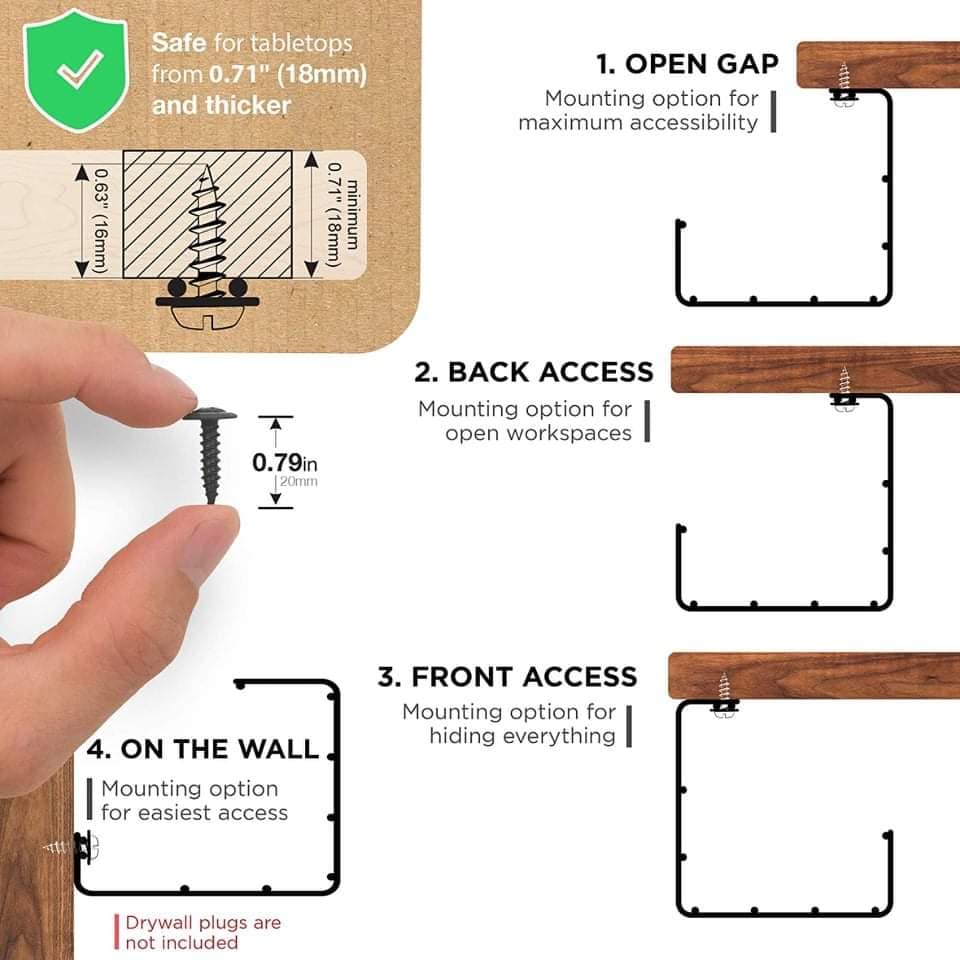 Safe for tabletops
from 0.71" (18mm)
and thicker
0.63" (16mm)
minimum
0.71" (18mm)
0.79in
20mm
1. OPEN GAP
Mounting option for
maximum accessibility
2. BACK ACCESS
Mounting option for
open workspaces
3. FRONT ACCESS
Mounting option for
hiding everything
4. ON THE WALL
Mounting option
for easiest access
Drywall plugs are
not included